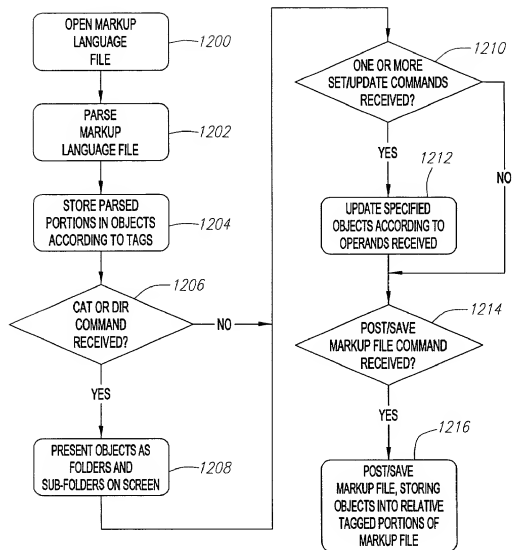 OPEN MARKUP
LANGUAGE
FILE
1200
PARSE
MARKUP
LANGUAGE FILE
1202
STORE PARSED
PORTIONS IN OBJECTS
ACCORDING TO TAGS
1204
CAT OR DIR
COMMAND
RECEIVED?
1206
NO
YES
PRESENT OBJECTS AS
FOLDERS AND
SUB-FOLDERS ON SCREEN
1208
ONE OR MORE
SET/UPDATE COMMANDS
RECEIVED?
1210
YES
NO
UPDATE SPECIFIED
OBJECTS ACCORDING TO
OPERANDS RECEIVED
1212
POST/SAVE
MARKUP FILE COMMAND
RECEIVED?
1214
YES
POST/SAVE
MARKUP FILE, STORING
OBJECTS INTO RELATIVE
TAGGED PORTIONS OF
MARKUP FILE
1216